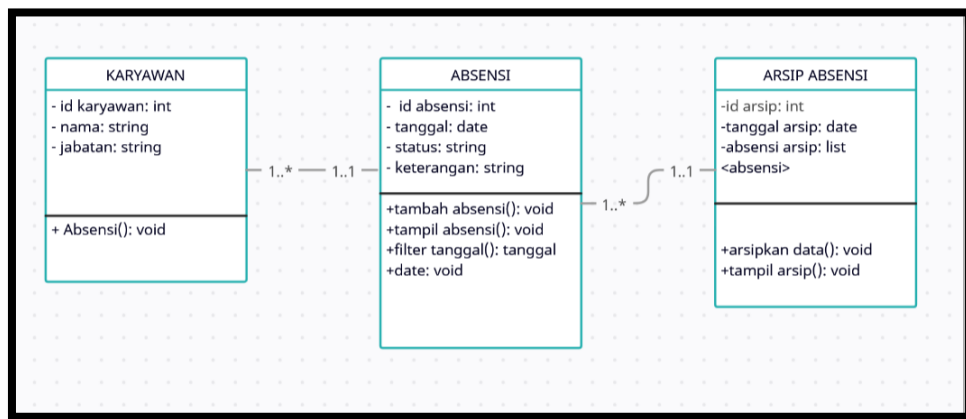 KARYAWAN
- id karyawan: int
- nama: string
- jabatan: string
+ Absensi(): void
1..*
1..1
ABSENSI
- id absensi: int
- tanggal: date
- status: string
- keterangan: string
+tambah absensi(): void
+tampil absensi(): void
+filter tanggal(): tanggal
+date: void
1..*
1..1
ARSIP ABSENSI
-id arsip: int
-tanggal arsip: date
-absensi arsip: list
<absensi>
+arsipkan data(): void
+tampil arsip(): void